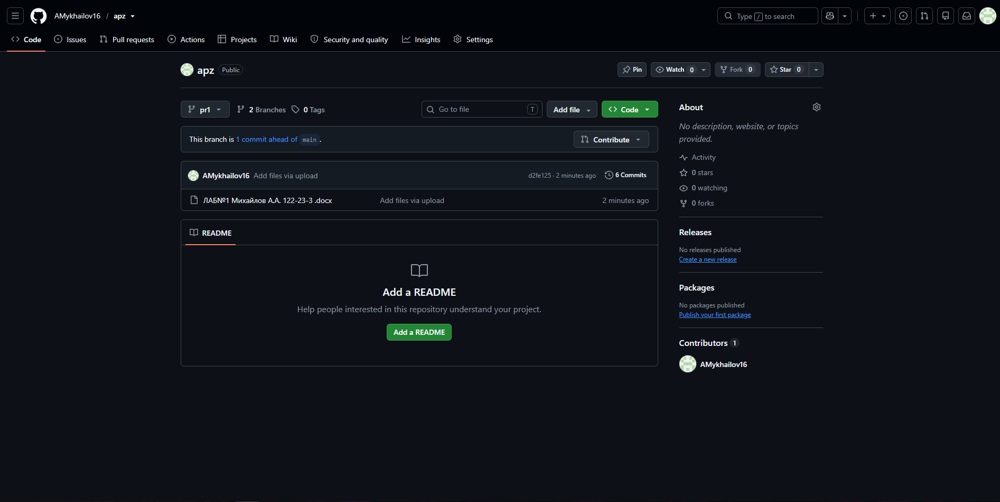 AMykhailov16 / apz
Type / to search
Code Issues Pull requests Actions Projects Wiki Security and quality Insights Settings
apz Public
Pin Watch 0 Fork 0 Star 0
pr1 2 Branches 0 Tags Go to file T Add file Code
This branch is 1 commit ahead of main.
Contribute
AMykhailov16 Add files via upload d2fe125 · 2 minutes ago 6 Commits
ЛАБ№1 Михайлов А.А. 122-23-3 .docx Add files via upload 2 minutes ago
README
Add a README
Help people interested in this repository understand your project.
Add a README
About
No description, website, or topics
provided.
Activity
0 stars
0 watching
0 forks
Releases
No releases published
Create a new release
Packages
No packages published
Publish your first package
Contributors 1
AMykhailov16